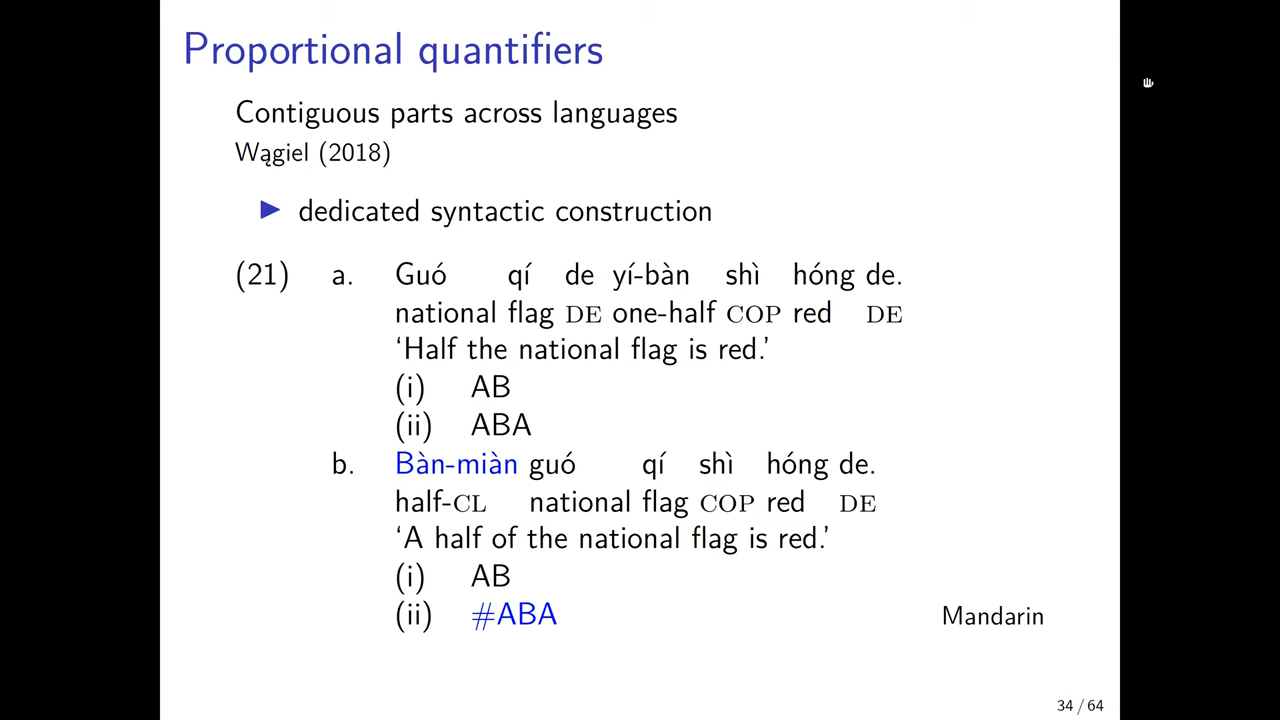 Proportional quantifiers
Contiguous parts across languages
Wągiel (2018)
▶ dedicated syntactic construction
(21) a. Guó qí de yí-bàn shì hóng de.
national flag DE one-half COP red DE
‘Half the national flag is red.’
(i) AB
(ii) ABA
b. Bàn-miàn guó qí shì hóng de.
half-CL national flag COP red DE
‘A half of the national flag is red.’
(i) AB
(ii) #ABA Mandarin
34 / 64